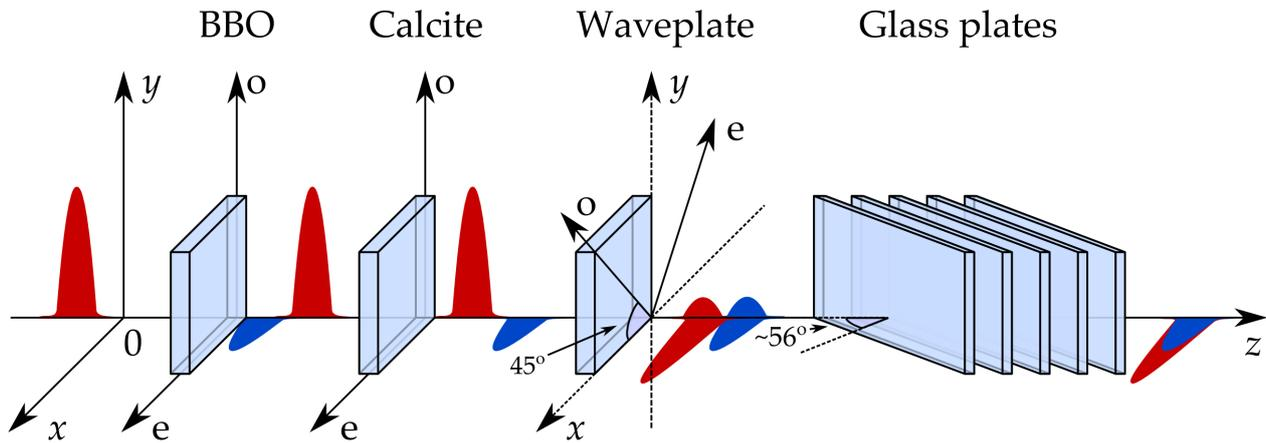 BBO Calcite Waveplate Glass plates
y o o y
e
o
0 45º ~56º
z
x e e x